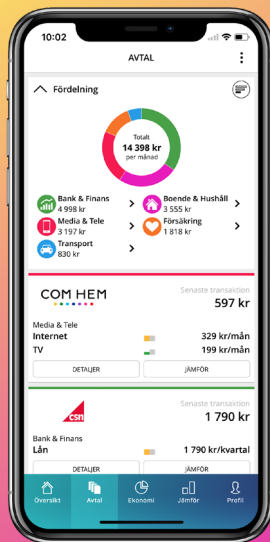 10:02
AVTAL
Fördelning
Totalt
14 398 kr
per månad
Bank & Finans
4 998 kr
Boende & Hushåll
3 555 kr
Media & Tele
3 197 kr
Försäkring
1 818 kr
Transport
830 kr
COM HEM
Senaste transaktion
597 kr
Media & Tele
Internet 329 kr/mån
TV 199 kr/mån
DETALJER JÄMFÖR
csn
Senaste transaktion
1 790 kr
Bank & Finans
Lån 1 790 kr/kvartal
DETALJER JÄMFÖR
Översikt Avtal Ekonomi Jämför Profil